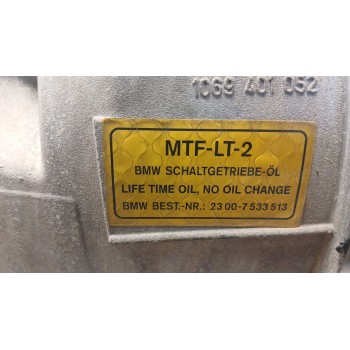 1069 401 052
MTF-LT-2
BMW SCHALTGETRIEBE-ÖL
LIFE TIME OIL, NO OIL CHANGE
BMW BEST.-NR.: 23 00-7 533 513